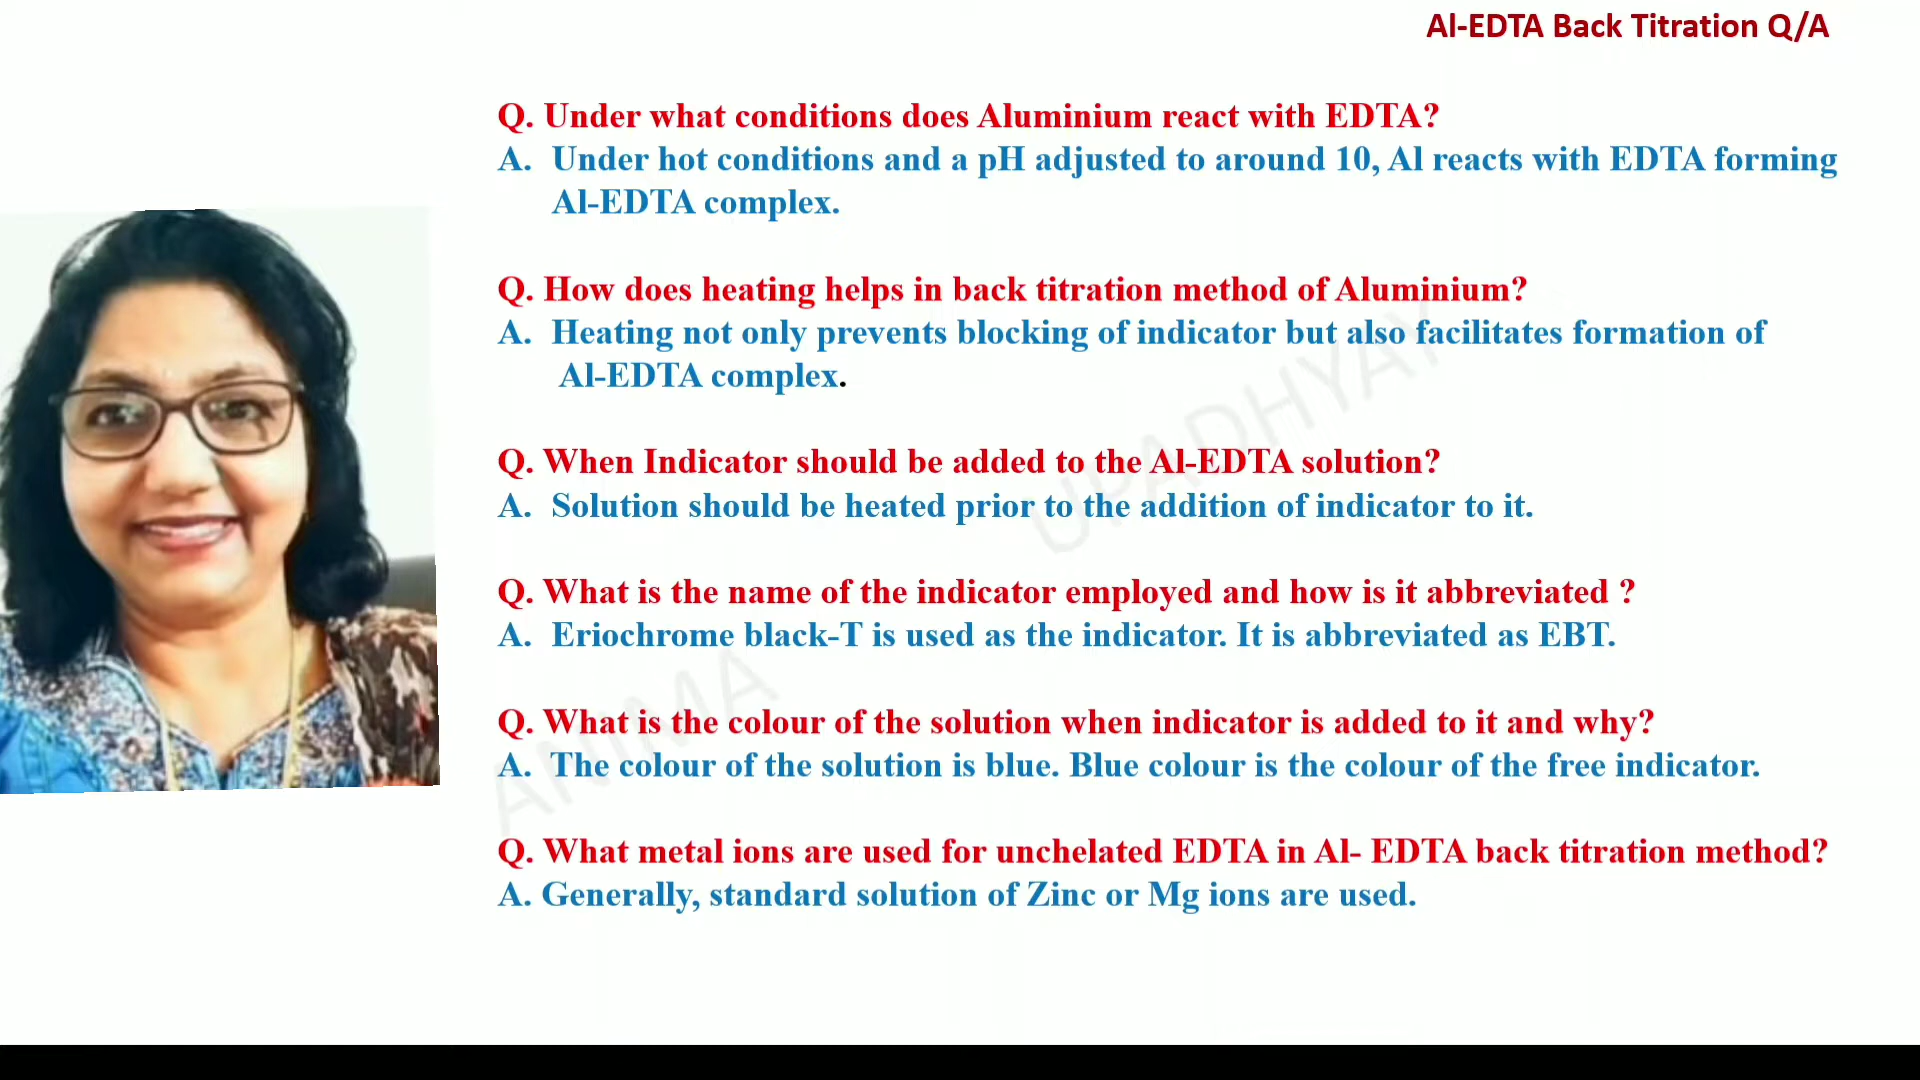 Al-EDTA Back Titration Q/A
Q. Under what conditions does Aluminium react with EDTA?
A. Under hot conditions and a pH adjusted to around 10, Al reacts with EDTA forming
Al-EDTA complex.
Q. How does heating helps in back titration method of Aluminium?
A. Heating not only prevents blocking of indicator but also facilitates formation of
Al-EDTA complex.
Q. When Indicator should be added to the Al-EDTA solution?
A. Solution should be heated prior to the addition of indicator to it.
Q. What is the name of the indicator employed and how is it abbreviated ?
A. Eriochrome black-T is used as the indicator. It is abbreviated as EBT.
Q. What is the colour of the solution when indicator is added to it and why?
A. The colour of the solution is blue. Blue colour is the colour of the free indicator.
Q. What metal ions are used for unchelated EDTA in Al- EDTA back titration method?
A. Generally, standard solution of Zinc or Mg ions are used.
ANIMA UPADHYAY